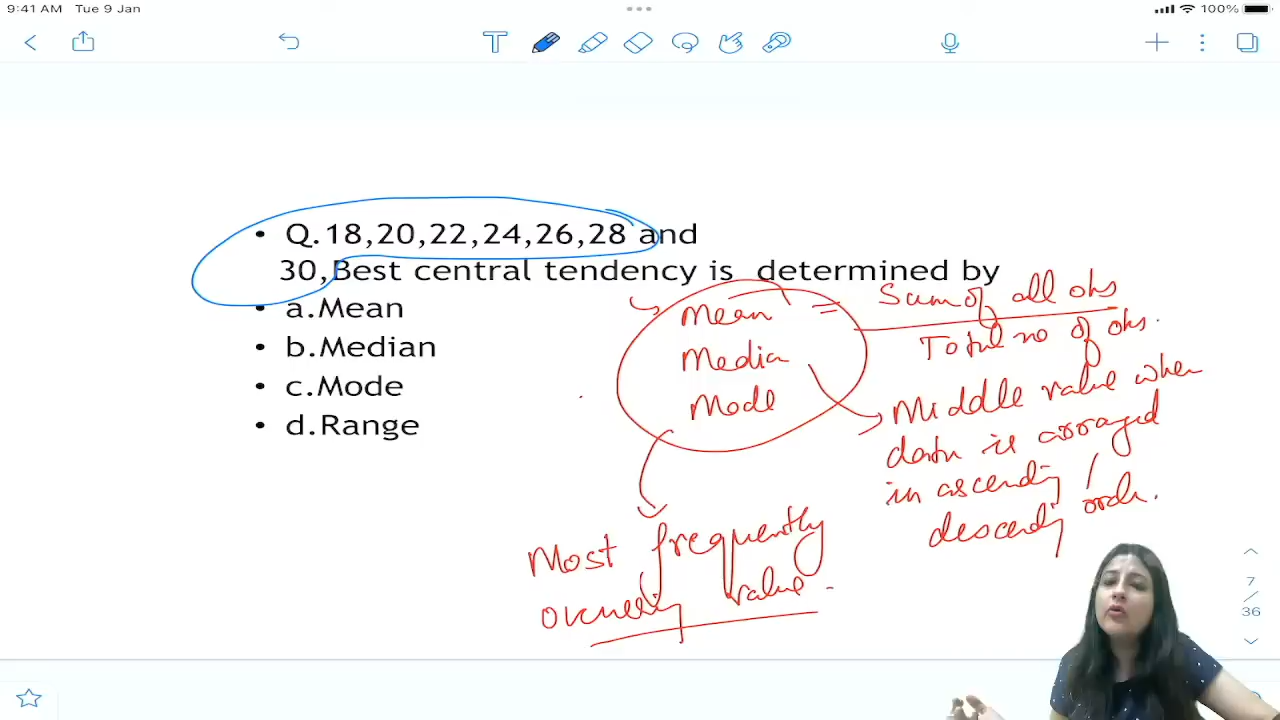 9:41 AM Tue 9 Jan
100%
T
• Q.18,20,22,24,26,28 and
30,Best central tendency is determined by
• a.Mean
• b.Median
• c.Mode
• d.Range
Mean = Sum of all obs
Total no of obs.
Media
Mode
Middle value when
data is arranged
in ascending /
descending order.
Most frequently
occurring value.
7
/
36